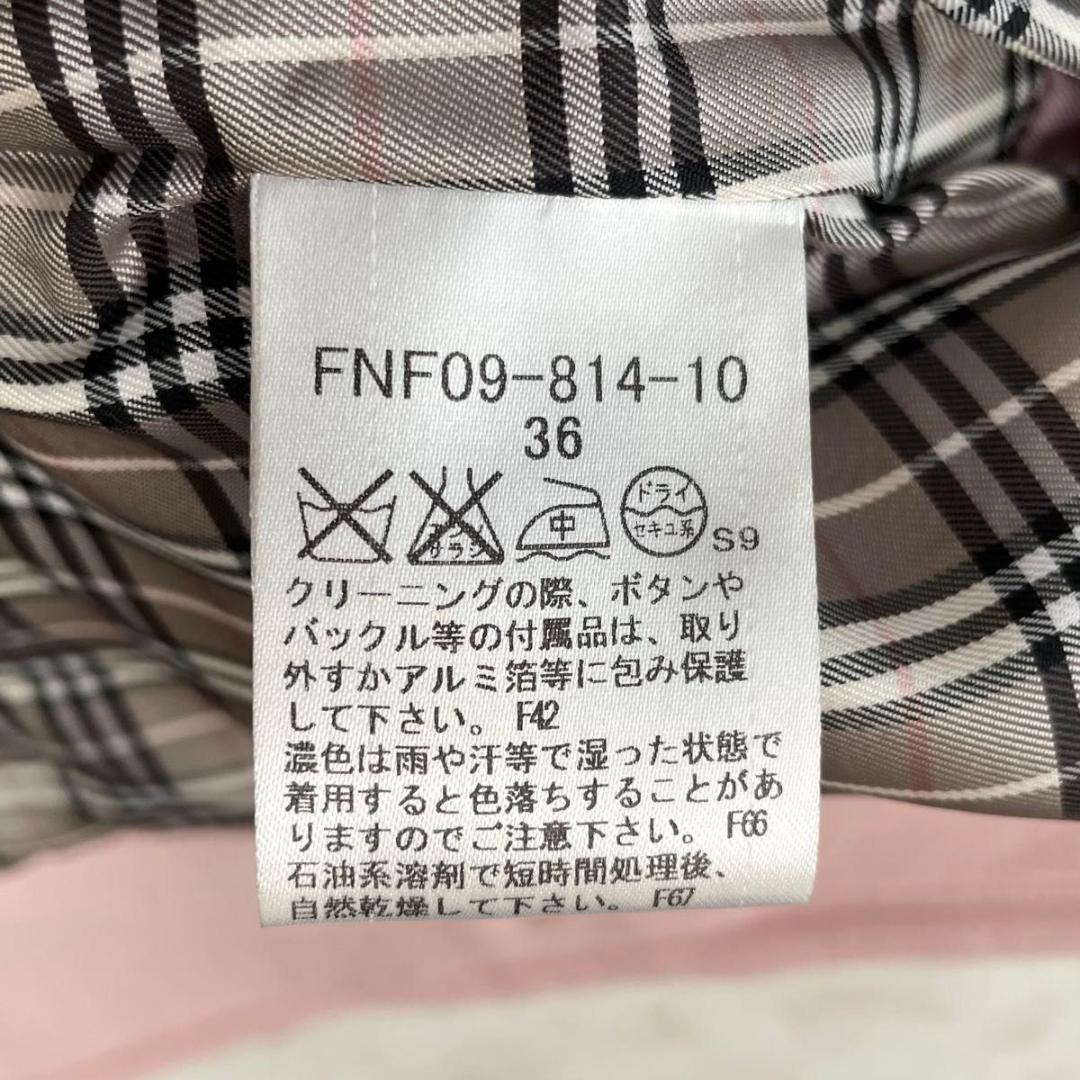 FNF09-814-10
36
エンソ サラシ 中 ドライ セキユ系 S9
クリーニングの際、ボタンや
バックル等の付属品は、取り
外すかアルミ箔等に包み保護
して下さい。 F42
濃色は雨や汗等で湿った状態で
着用すると色落ちすることがあ
りますのでご注意下さい。 F66
石油系溶剤で短時間処理後、
自然乾燥して下さい。 F67